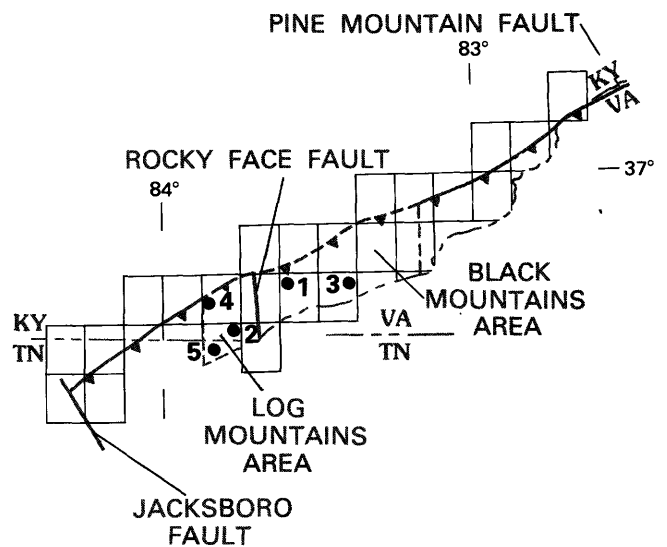 PINE MOUNTAIN FAULT
83°
KY
VA
ROCKY FACE FAULT
37°
84°
1
3
BLACK
MOUNTAINS
AREA
4
KY
VA
2
TN
TN
5
LOG
MOUNTAINS
AREA
JACKSBORO
FAULT